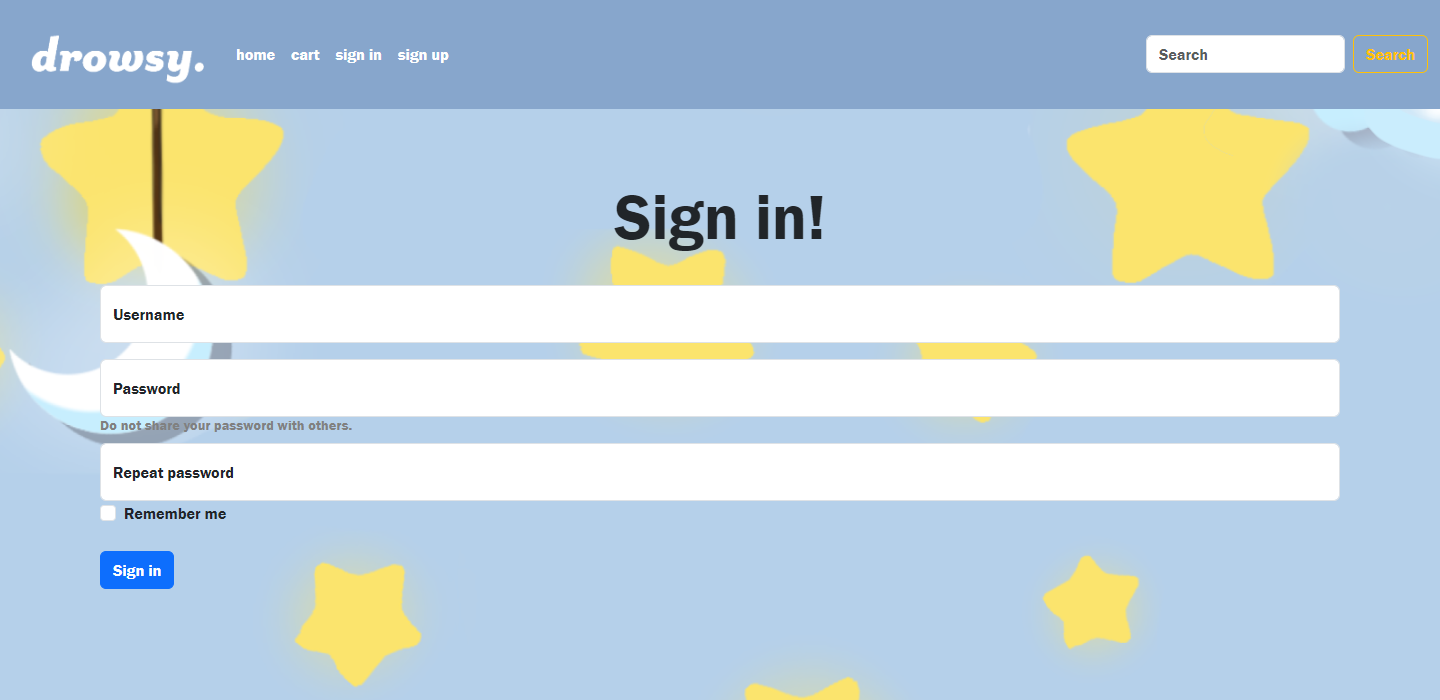 drowsy. home cart sign in sign up Search Search
Sign in!
Username
Password
Do not share your password with others.
Repeat password
Remember me
Sign in